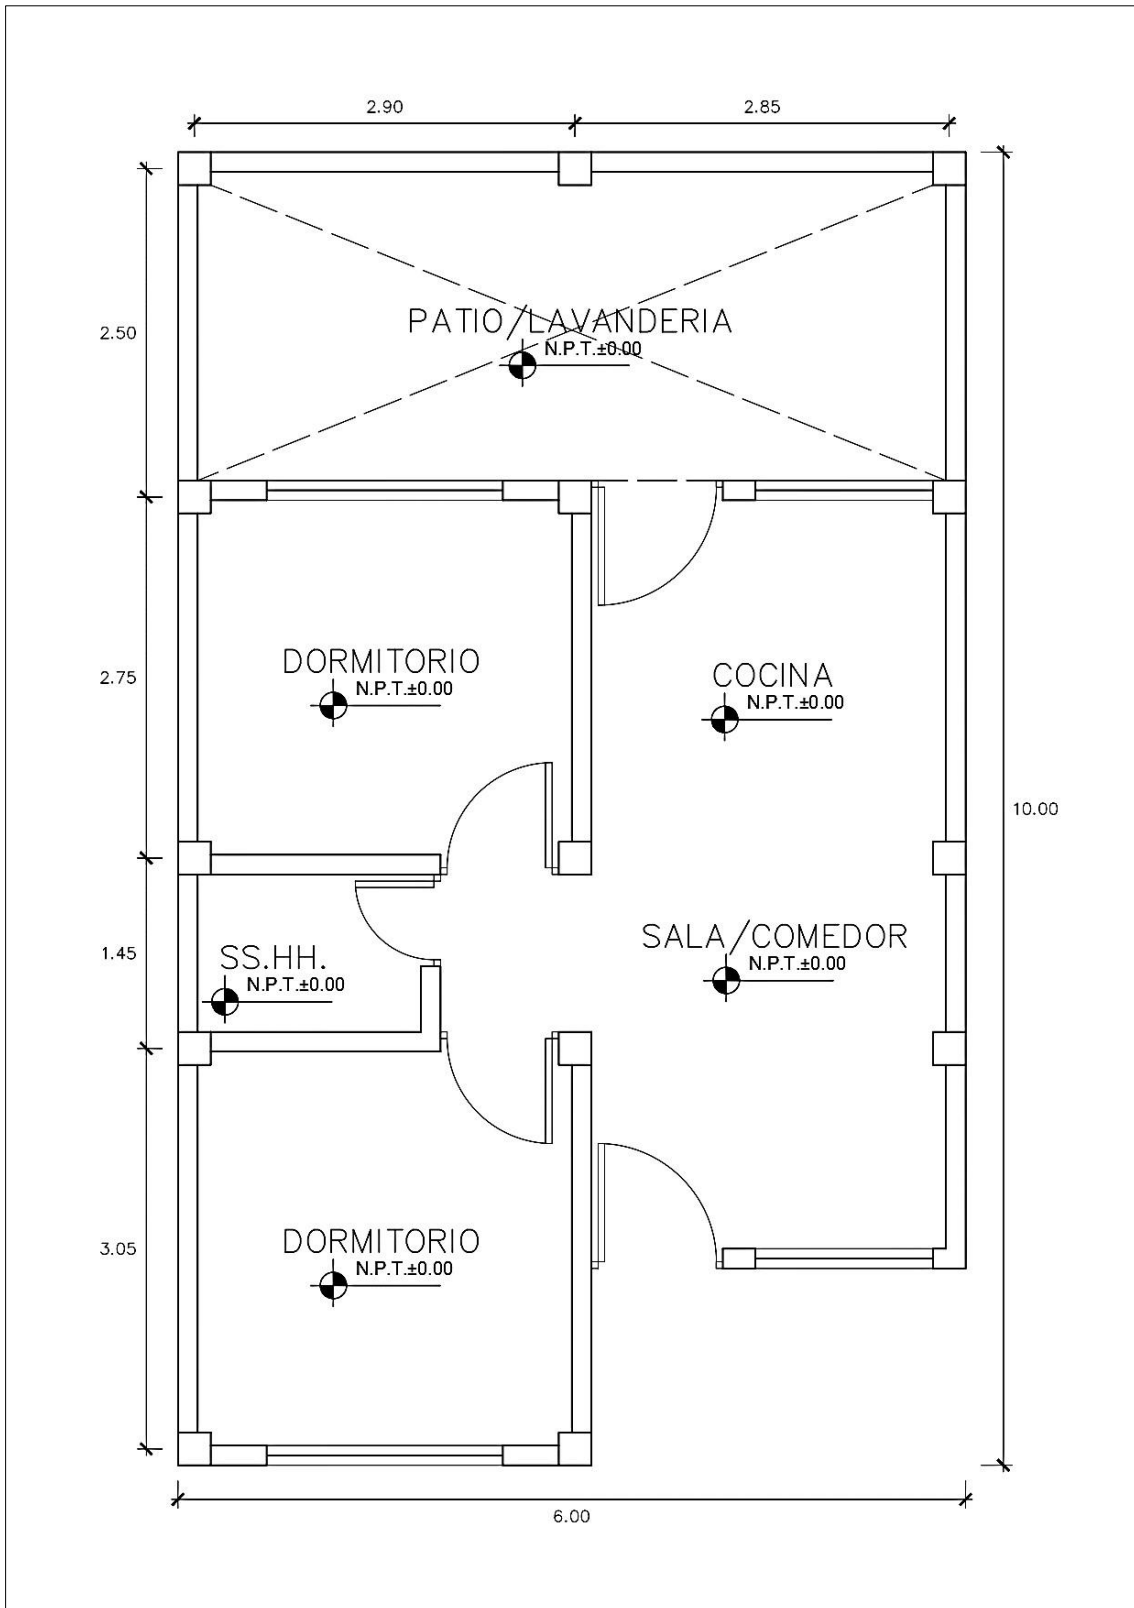 2.90
2.85
2.50
PATIO/LAVANDERIA
N.P.T.±0.00
DORMITORIO
N.P.T.±0.00
2.75
COCINA
N.P.T.±0.00
10.00
SALA/COMEDOR
N.P.T.±0.00
1.45
SS.HH.
N.P.T.±0.00
DORMITORIO
N.P.T.±0.00
3.05
6.00